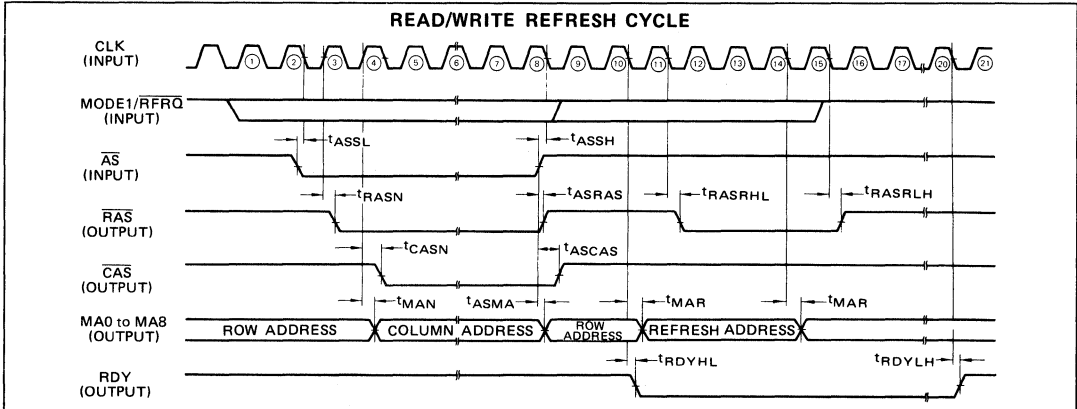 READ/WRITE REFRESH CYCLE
CLK
(INPUT)
1 2 3 4 5 6 7 8 9 10 11 12 13 14 15 16 17 20 21
MODE1/RFRQ
(INPUT)
tASSL tASSH
AS
(INPUT)
tRASN tASRAS tRASRHL tRASRLH
RAS
(OUTPUT)
tCASN tASCAS
CAS
(OUTPUT)
tMAN tASMA tMAR tMAR
MA0 to MA8
(OUTPUT)
ROW ADDRESS COLUMN ADDRESS ROW ADDRESS REFRESH ADDRESS
tRDYHL tRDYLH
RDY
(OUTPUT)